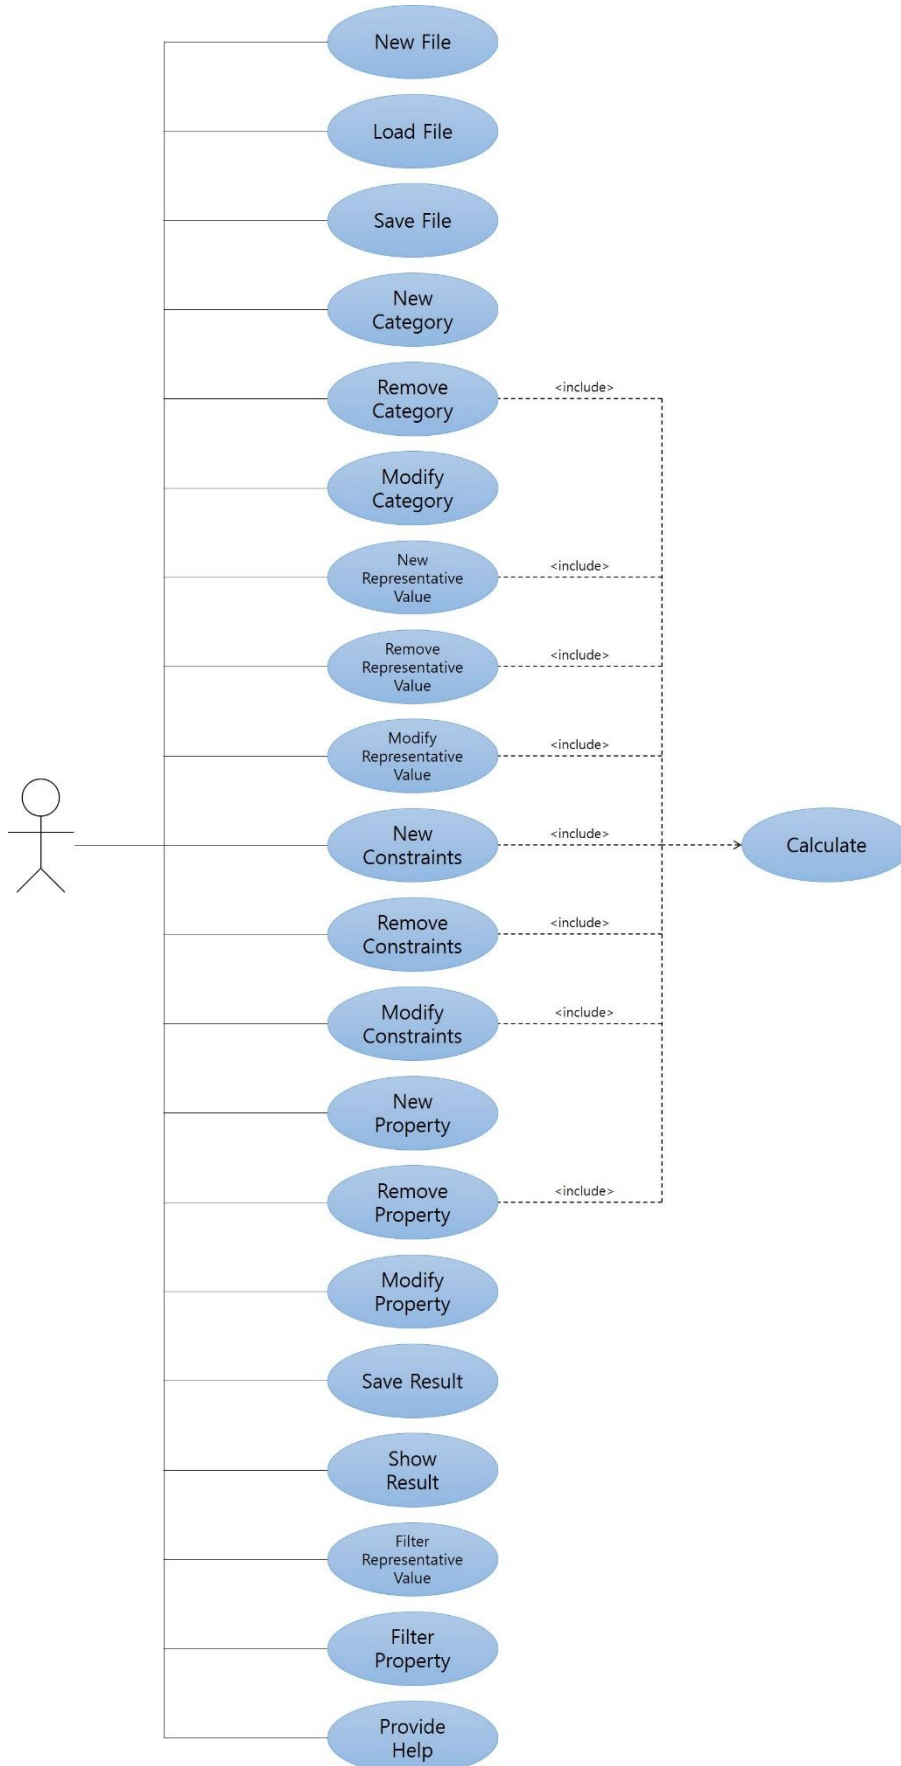 New File
Load File
Save File
New
Category
Remove
Category
<include>
Modify
Category
New
Representative
Value
<include>
Remove
Representative
Value
<include>
Modify
Representative
Value
<include>
New
Constraints
<include>
Calculate
Remove
Constraints
<include>
Modify
Constraints
<include>
New
Property
Remove
Property
<include>
Modify
Property
Save Result
Show
Result
Filter
Representative
Value
Filter
Property
Provide
Help